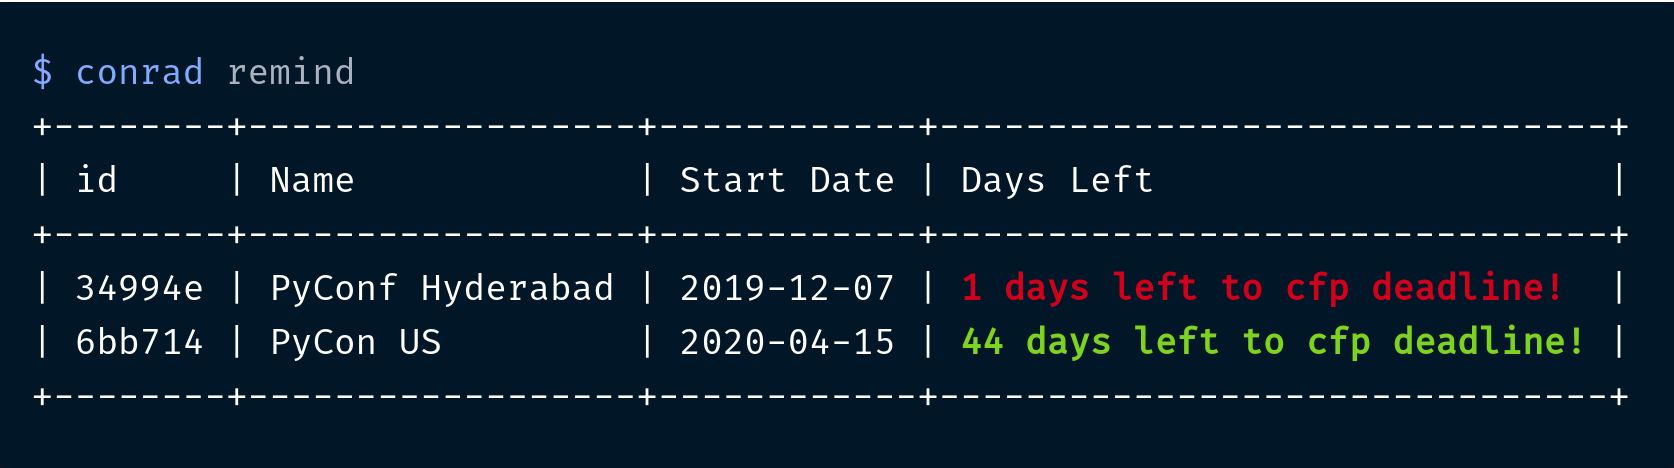 $ conrad remind
+--------+------------------+------------+-------------------------------+
| id     | Name             | Start Date | Days Left                     |
+--------+------------------+------------+-------------------------------+
| 34994e | PyConf Hyderabad | 2019-12-07 | 1 days left to cfp deadline!  |
| 6bb714 | PyCon US         | 2020-04-15 | 44 days left to cfp deadline! |
+--------+------------------+------------+-------------------------------+